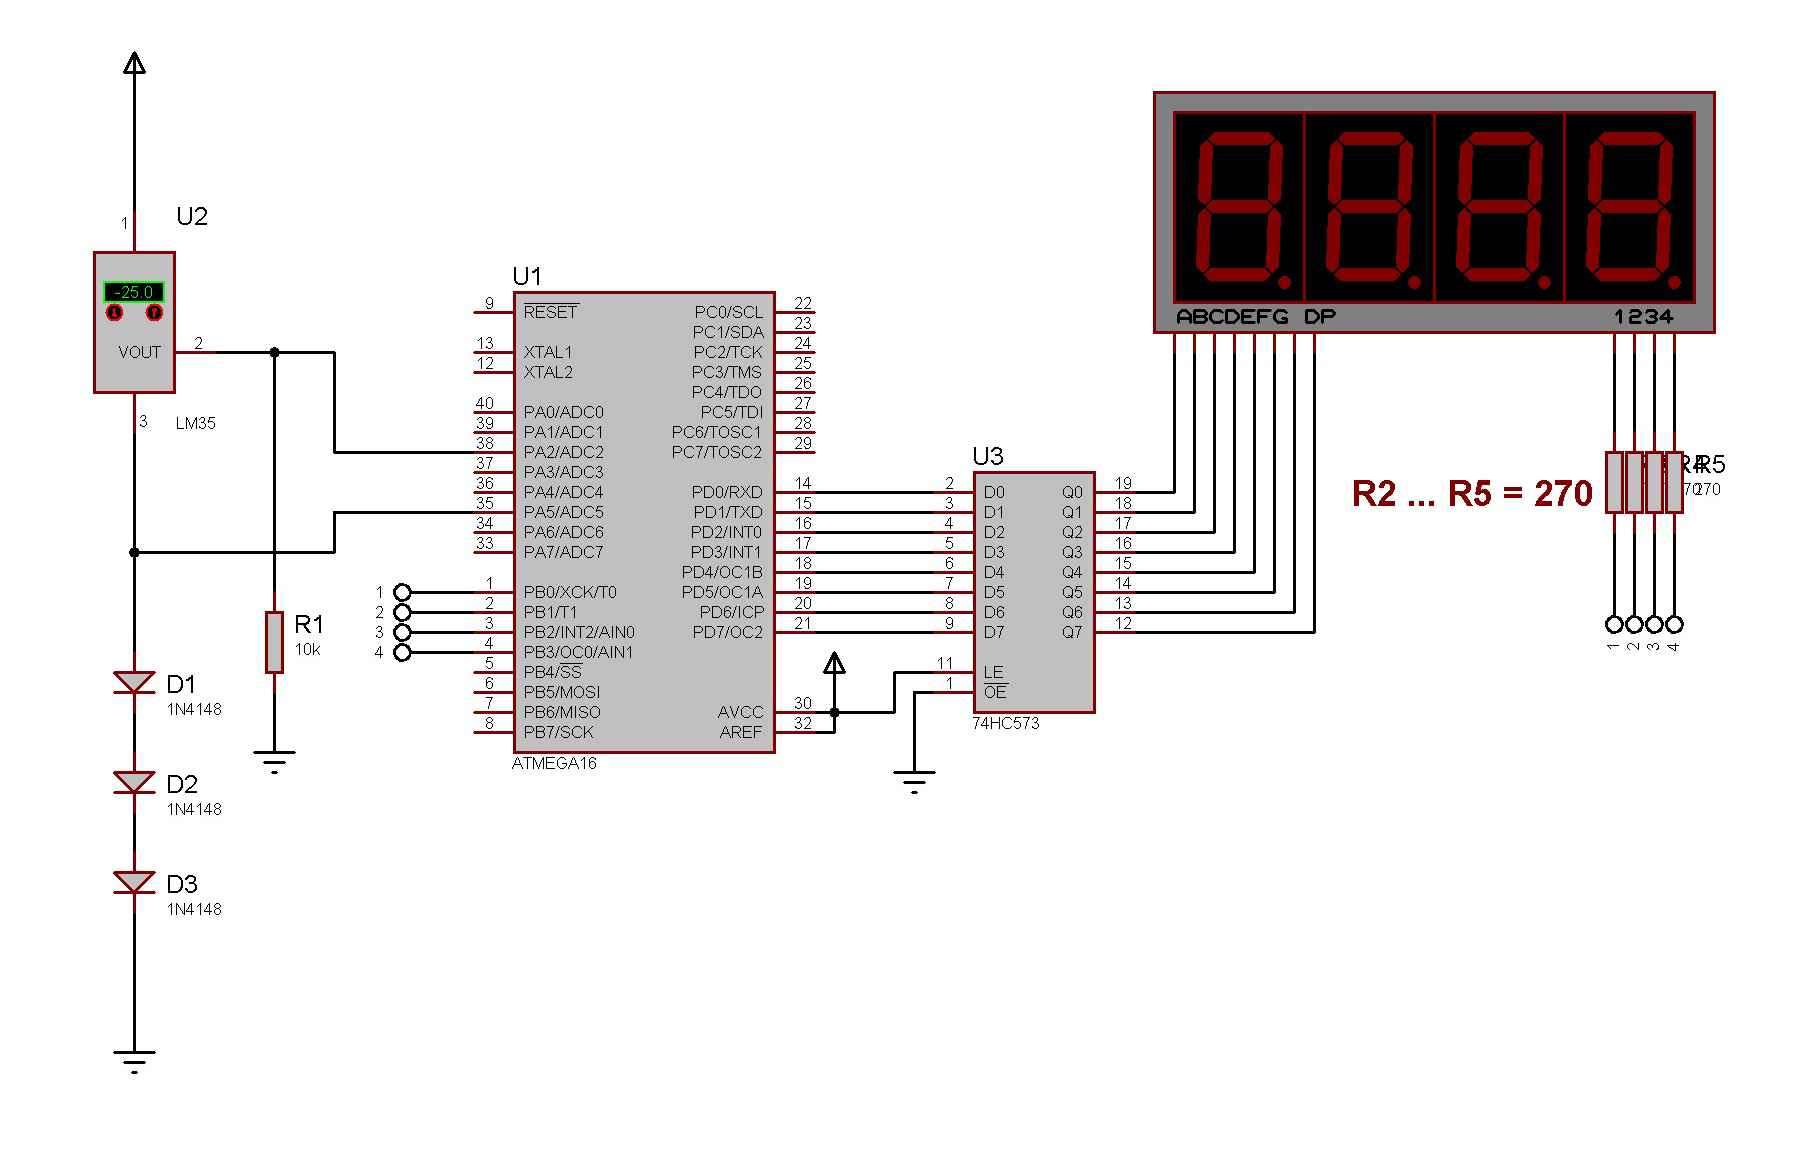 U2
1
-25.0
VOUT
2
3
LM35
U1
9 RESET PC0/SCL 22
PC1/SDA 23
13 XTAL1 PC2/TCK 24
12 XTAL2 PC3/TMS 25
PC4/TDO 26
40 PA0/ADC0 PC5/TDI 27
39 PA1/ADC1 PC6/TOSC1 28
38 PA2/ADC2 PC7/TOSC2 29
37 PA3/ADC3
36 PA4/ADC4 PD0/RXD 14
35 PA5/ADC5 PD1/TXD 15
34 PA6/ADC6 PD2/INT0 16
33 PA7/ADC7 PD3/INT1 17
PD4/OC1B 18
1 1 PB0/XCK/T0 PD5/OC1A 19
2 2 PB1/T1 PD6/ICP 20
3 3 PB2/INT2/AIN0 PD7/OC2 21
4 4 PB3/OC0/AIN1
5 PB4/SS
6 PB5/MOSI
7 PB6/MISO AVCC 30
8 PB7/SCK AREF 32
ATMEGA16
U3
2 D0 Q0 19
3 D1 Q1 18
4 D2 Q2 17
5 D3 Q3 16
6 D4 Q4 15
7 D5 Q5 14
8 D6 Q6 13
9 D7 Q7 12
11 LE
1 OE
74HC573
ABCDEFG DP 1234
R5
R2 ... R5 = 270
270
1 2 3 4
R1
10k
D1
1N4148
D2
1N4148
D3
1N4148